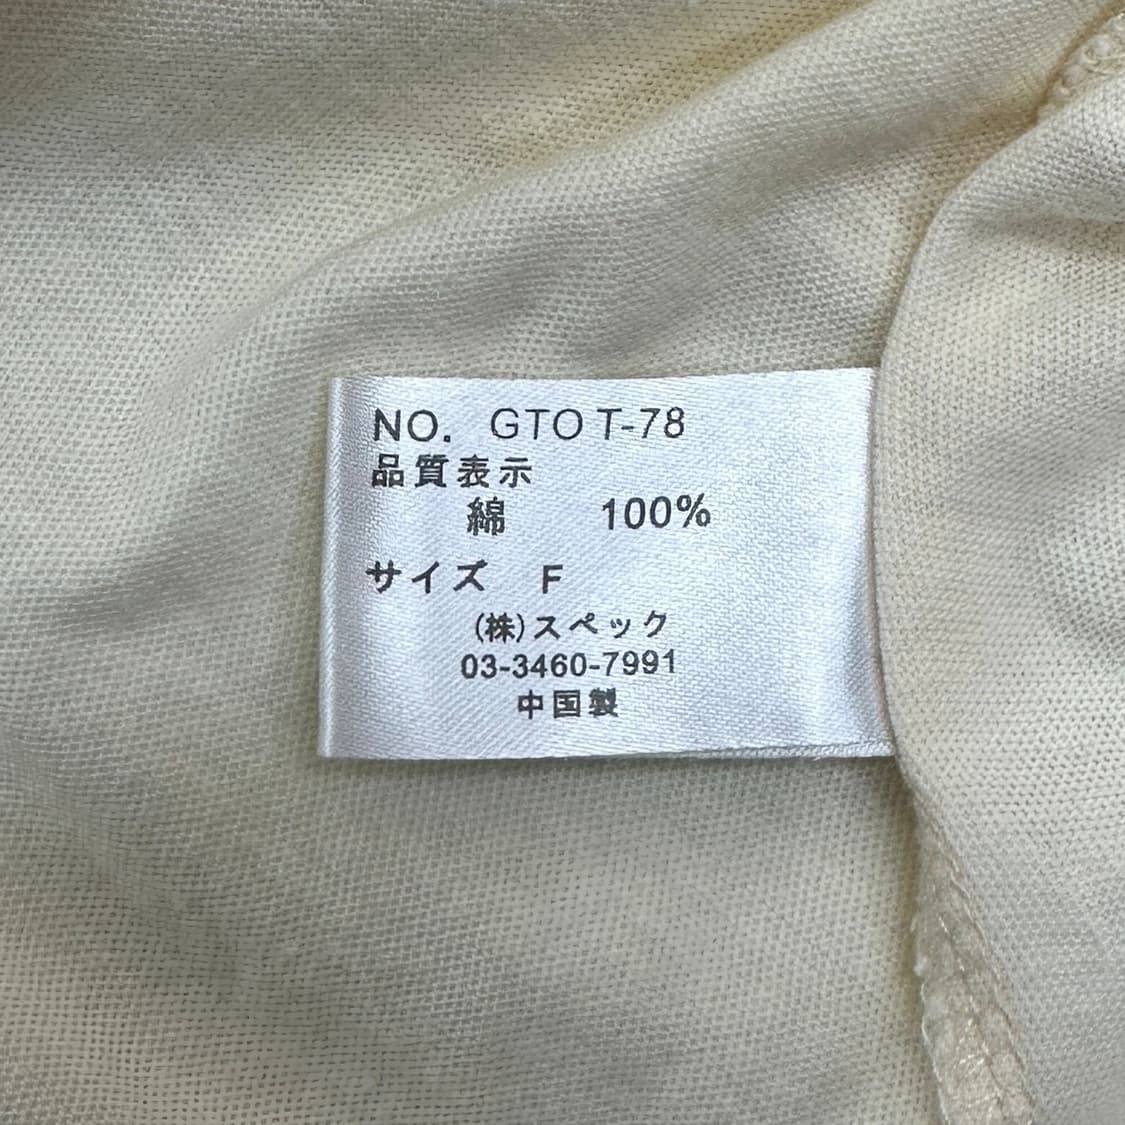 NO. GTO T-78
品質表示
綿 100%
サイズ F
(株)スペック
03-3460-7991
中国製